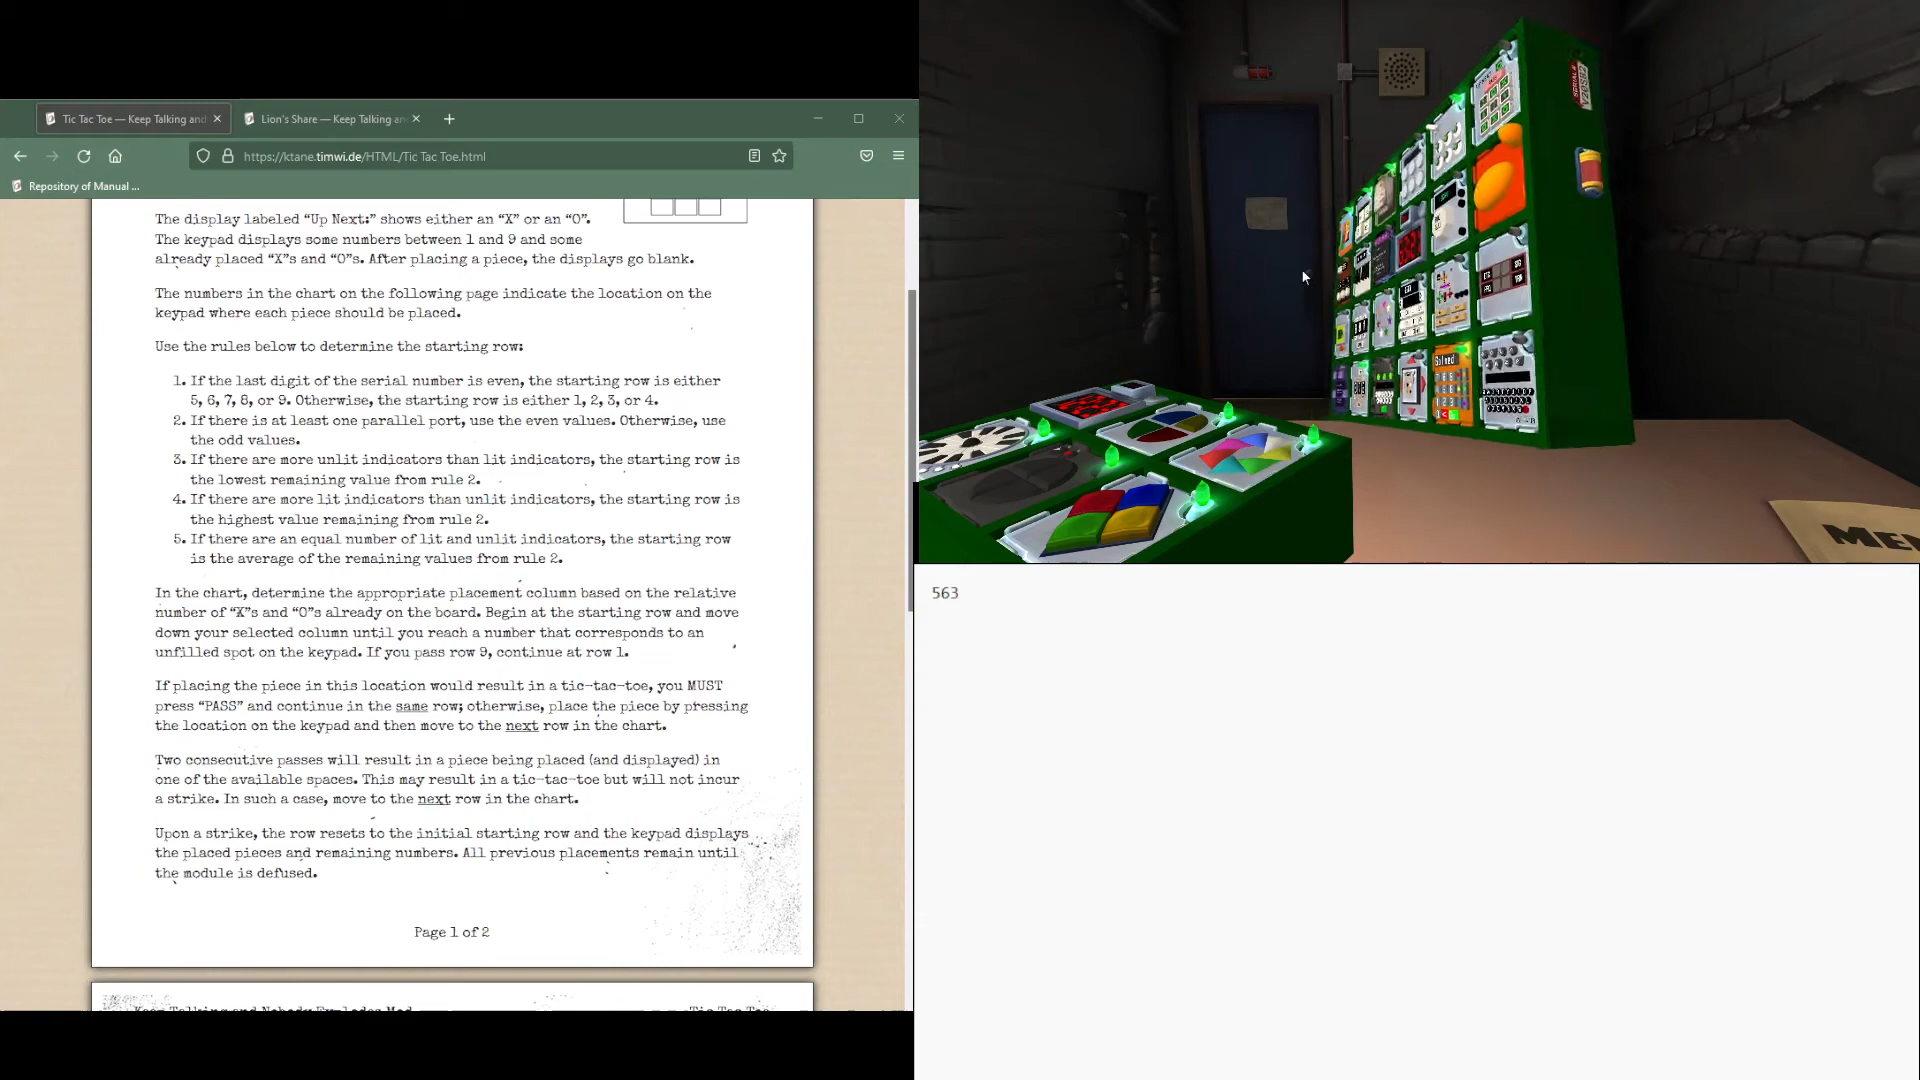 Tic Tac Toe — Keep Talking and
Lion's Share — Keep Talking an
https://ktane.timwi.de/HTML/Tic Tac Toe.html
Repository of Manual ...
The display labeled “Up Next:” shows either an “X” or an “O”.
The keypad displays some numbers between 1 and 9 and some
already placed “X”s and “O”s. After placing a piece, the displays go blank.
The numbers in the chart on the following page indicate the location on the
keypad where each piece should be placed.
Use the rules below to determine the starting row:
1. If the last digit of the serial number is even, the starting row is either
5, 6, 7, 8, or 9. Otherwise, the starting row is either 1, 2, 3, or 4.
2. If there is at least one parallel port, use the even values. Otherwise, use
the odd values.
3. If there are more unlit indicators than lit indicators, the starting row is
the lowest remaining value from rule 2.
4. If there are more lit indicators than unlit indicators, the starting row is
the highest value remaining from rule 2.
5. If there are an equal number of lit and unlit indicators, the starting row
is the average of the remaining values from rule 2.
In the chart, determine the appropriate placement column based on the relative
number of “X”s and “O”s already on the board. Begin at the starting row and move
down your selected column until you reach a number that corresponds to an
unfilled spot on the keypad. If you pass row 9, continue at row 1.
If placing the piece in this location would result in a tic-tac-toe, you MUST
press “PASS” and continue in the same row; otherwise, place the piece by pressing
the location on the keypad and then move to the next row in the chart.
Two consecutive passes will result in a piece being placed (and displayed) in
one of the available spaces. This may result in a tic-tac-toe but will not incur
a strike. In such a case, move to the next row in the chart.
Upon a strike, the row resets to the initial starting row and the keypad displays
the placed pieces and remaining numbers. All previous placements remain until
the module is defused.
Page 1 of 2
Keep Talking and Nobody Explodes Mod
Tic Tac Toe
SERIAL#
Solved
MEN
563